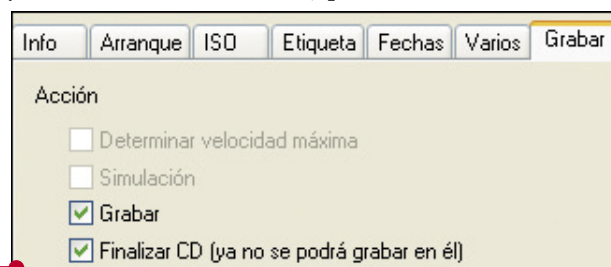 Info Arranque ISO Etiqueta Fechas Varios Grabar
Acción
Determinar velocidad máxima
Simulación
Grabar
Finalizar CD (ya no se podrá grabar en él)